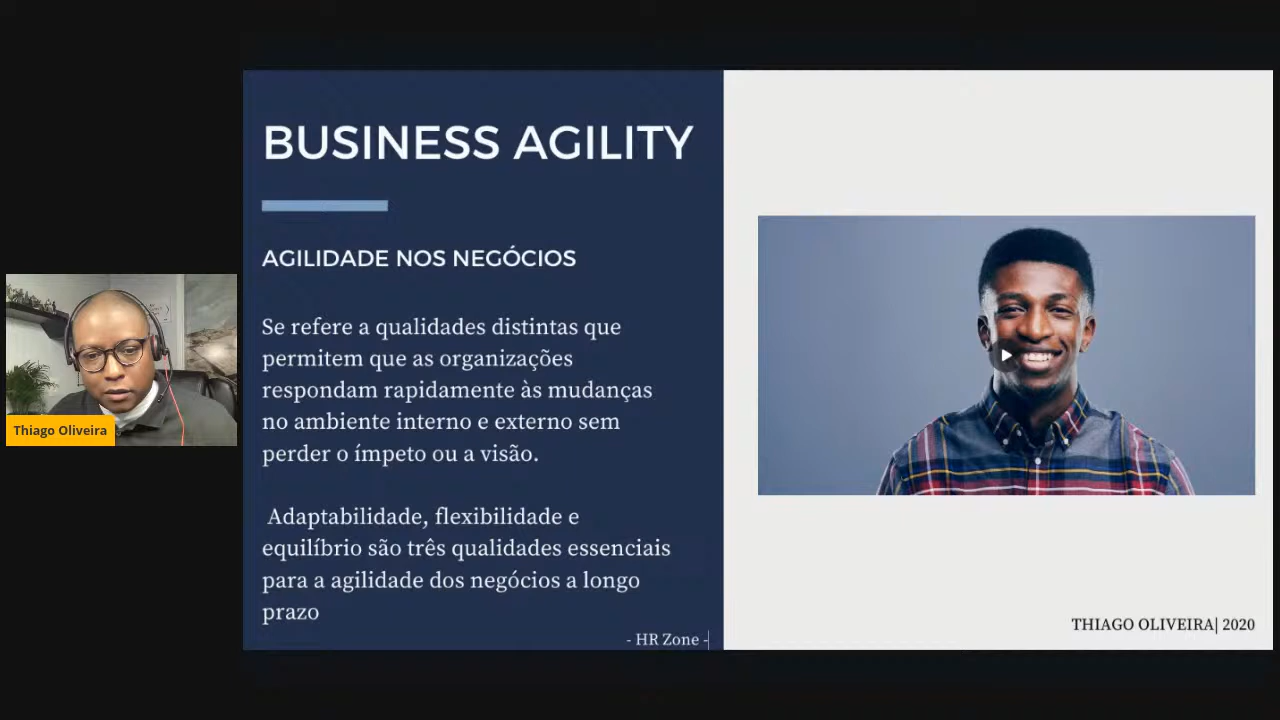 BUSINESS AGILITY
AGILIDADE NOS NEGÓCIOS
Se refere a qualidades distintas que
permitem que as organizações
respondam rapidamente às mudanças
no ambiente interno e externo sem
perder o ímpeto ou a visão.
Adaptabilidade, flexibilidade e
equilíbrio são três qualidades essenciais
para a agilidade dos negócios a longo
prazo
- HR Zone -
Thiago Oliveira
THIAGO OLIVEIRA| 2020